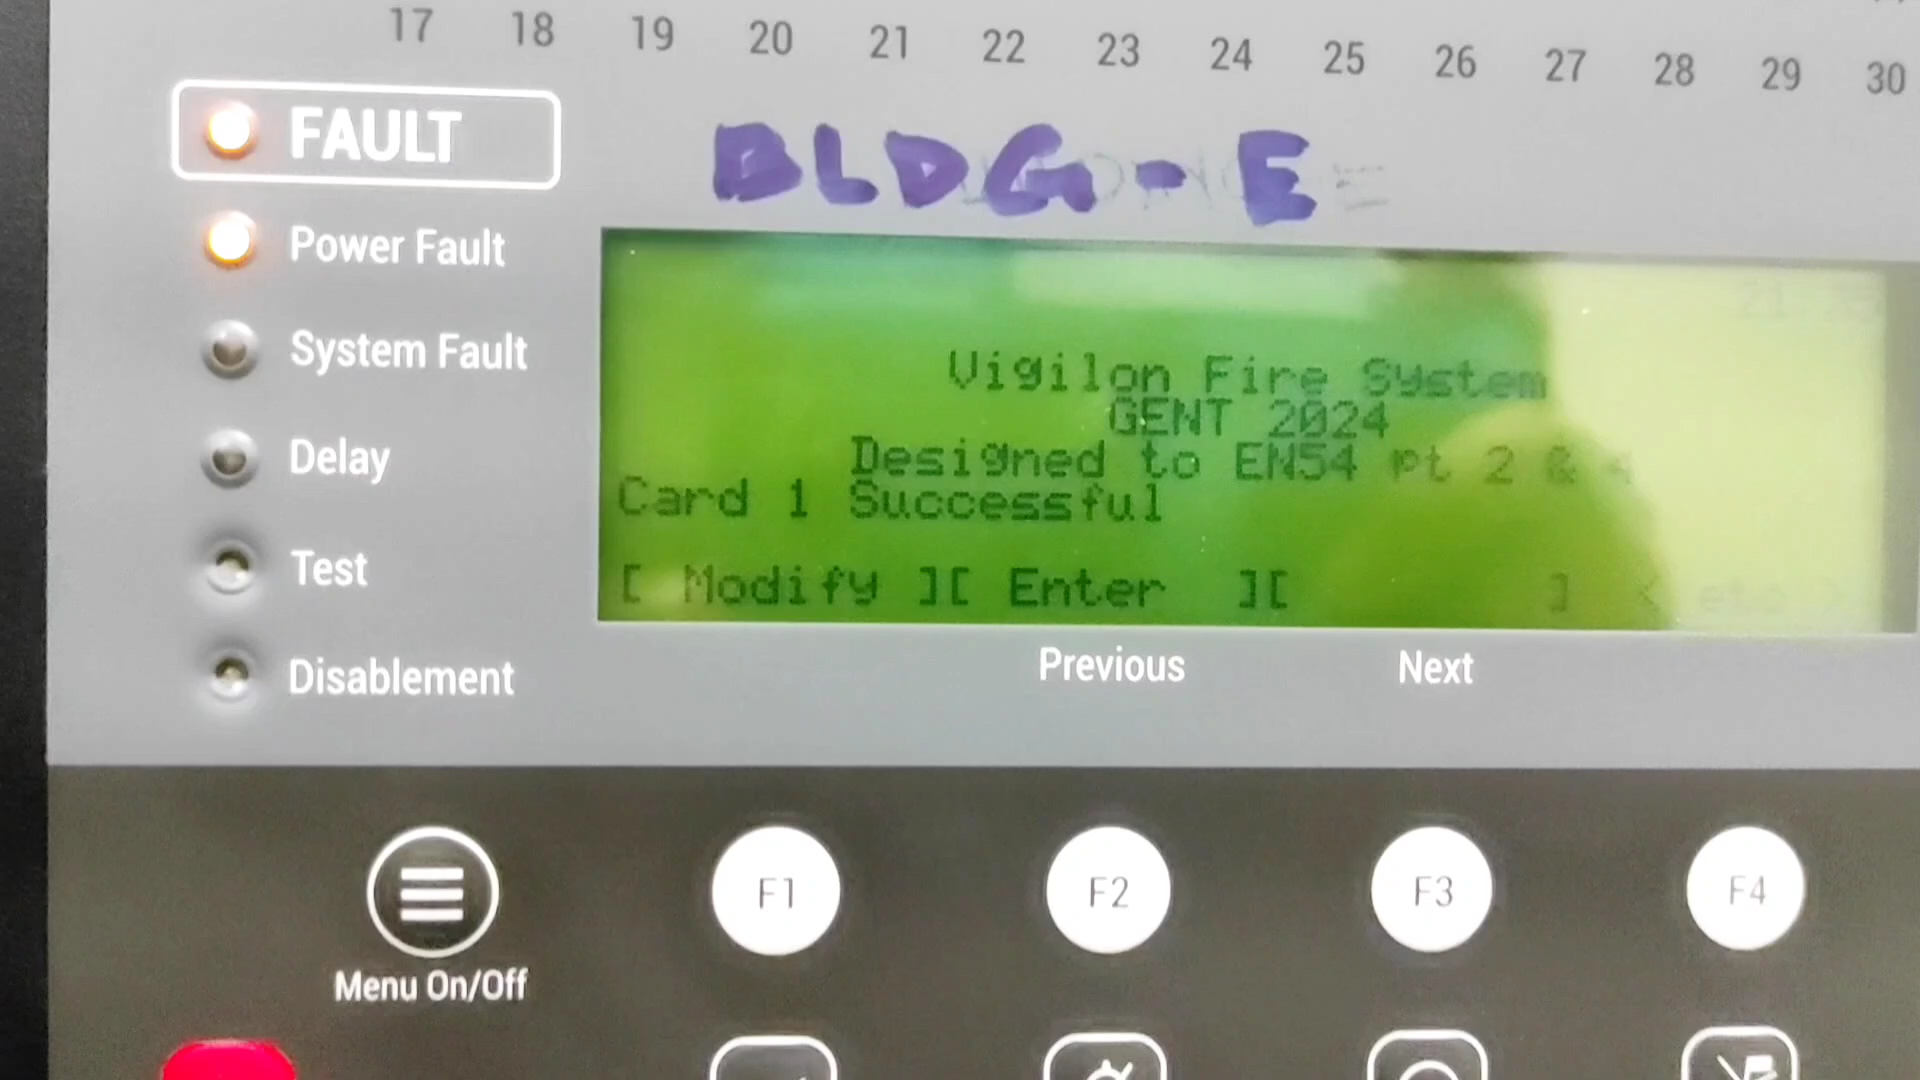 17 18 19 20 21 22 23 24 25 26 27 28 29 30
FAULT
BLDG-E
Power Fault
System Fault
Delay
Test
Disablement
Vigilon Fire System
GENT 2024
Designed to EN54 pt 2 & 4
Card 1 Successful
[ Modify ][ Enter ][ ] < etc >
Previous Next
F1 F2 F3 F4
Menu On/Off